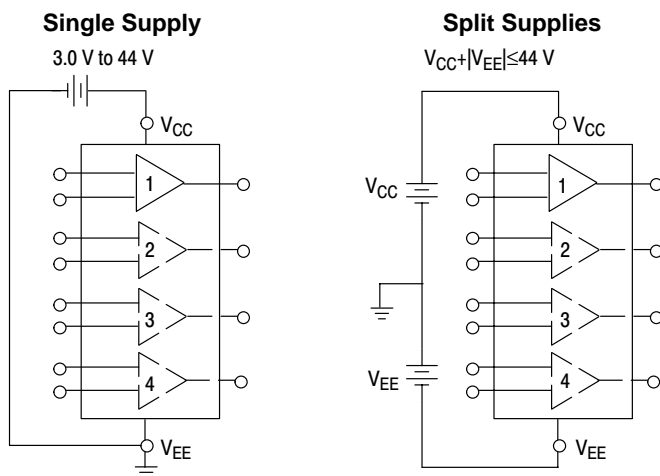 Single Supply
3.0 V to 44 V
VCC
1
2
3
4
VEE
Split Supplies
VCC+|VEE|≤44 V
VCC
VCC
1
2
3
VEE
4
VEE